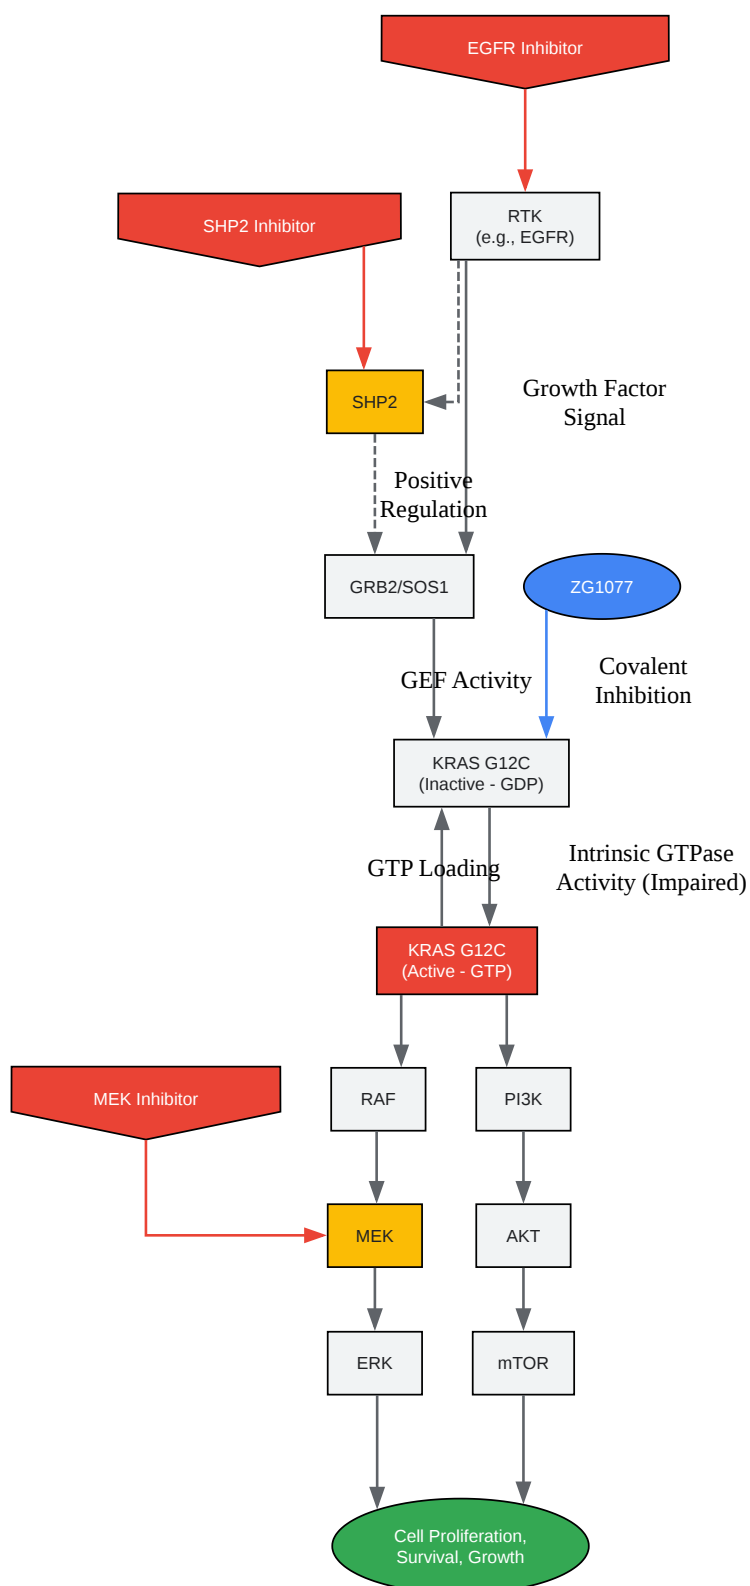 EGFR Inhibitor
SHP2 Inhibitor
RTK
(e.g., EGFR)
SHP2
Growth Factor
Signal
Positive
Regulation
GRB2/SOS1
ZG1077
GEF Activity
Covalent
Inhibition
KRAS G12C
(Inactive - GDP)
GTP Loading
Intrinsic GTPase
Activity (Impaired)
KRAS G12C
(Active - GTP)
MEK Inhibitor
RAF
PI3K
MEK
AKT
ERK
mTOR
Cell Proliferation,
Survival, Growth